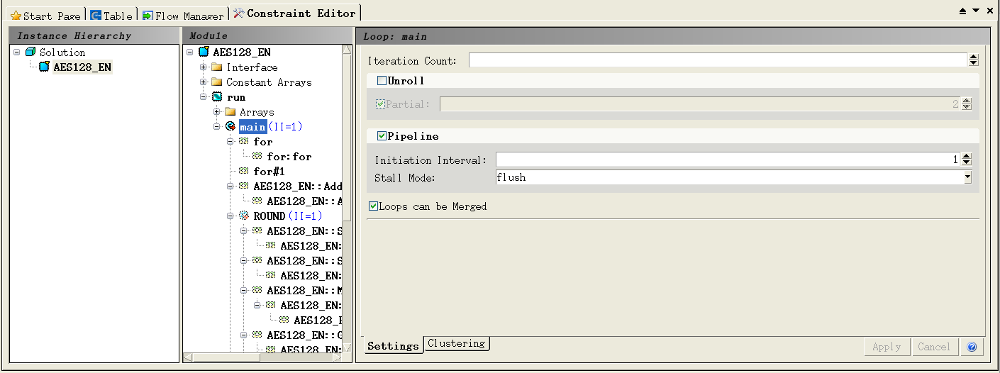 Start Page
Table
Flow Manager
Constraint Editor
Instance Hierarchy
Solution
AES128_EN
Module
AES128_EN
Interface
Constant Arrays
run
Arrays
main (II=1)
for
for:for
for#1
AES128_EN::Add
AES128_EN::A
ROUND (II=1)
AES128_EN::S
AES128_EN:
AES128_EN::S
AES128_EN:
AES128_EN::M
AES128_EN:
AES128_E
AES128_EN::G
AES128_EN:
Loop: main
Iteration Count:
Unroll
Partial: 2
Pipeline
Initiation Interval: 1
Stall Mode: flush
Loops can be Merged
Settings
Clustering
Apply
Cancel
?